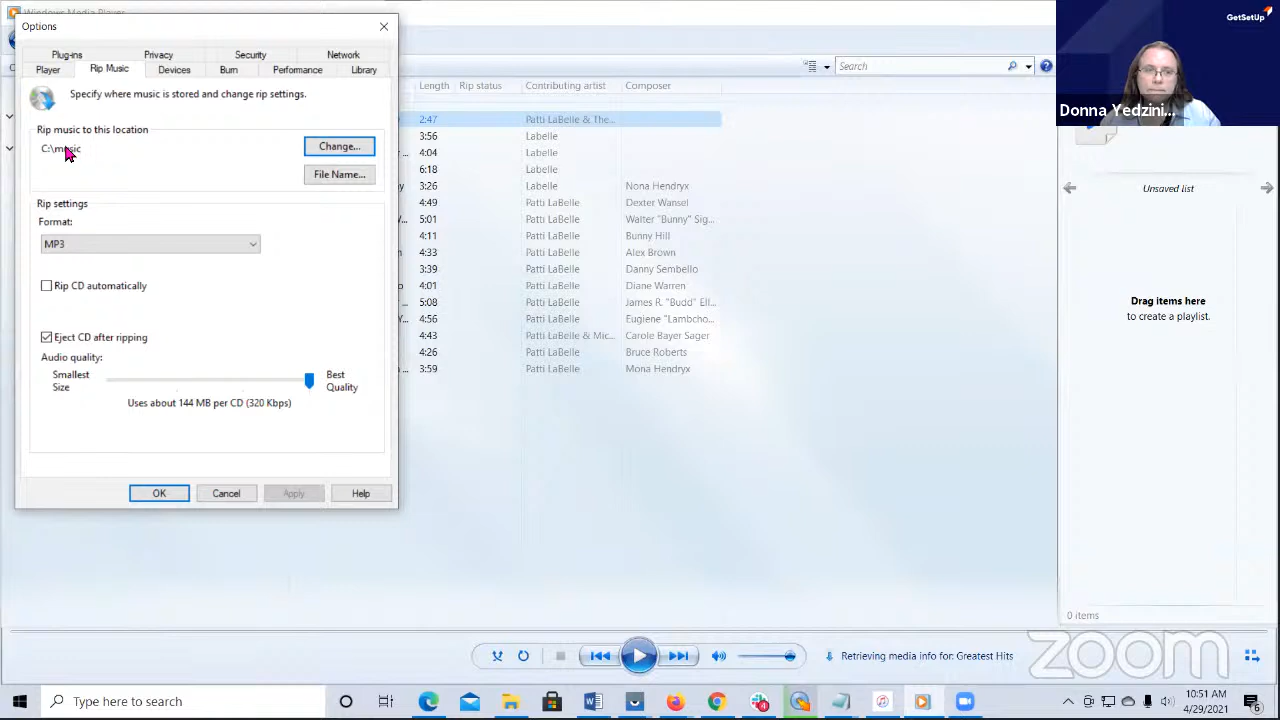 Windows Media Player
Options
Plug-ins Privacy Security Network
Player Rip Music Devices Burn Performance Library
Specify where music is stored and change rip settings.
Rip music to this location
C:\music
Change...
File Name...
Rip settings
Format:
MP3
Rip CD automatically
Eject CD after ripping
Audio quality:
Smallest Size
Best Quality
Uses about 144 MB per CD (320 Kbps)
OK Cancel Apply Help
Search
Length Rip status Contributing artist Composer
2:47 Patti LaBelle & The...
3:56 Labelle
4:04 Labelle
6:18 Labelle
3:26 Labelle Nona Hendryx
4:49 Patti LaBelle Dexter Wansel
5:01 Patti LaBelle Walter "Bunny" Sig...
4:11 Patti LaBelle Bunny Hill
4:33 Patti LaBelle Alex Brown
3:39 Patti LaBelle Danny Sembello
4:01 Patti LaBelle Diane Warren
5:08 Patti LaBelle James R. "Budd" Ell...
4:56 Patti LaBelle Eugiene "Lambcho...
4:43 Patti LaBelle & Mic... Carole Bayer Sager
4:26 Patti LaBelle Bruce Roberts
3:59 Patti LaBelle Mona Hendryx
GetSetUp
Donna Yedzini...
Unsaved list
Drag items here
to create a playlist.
0 items
Retrieving media info for: Greatest Hits
zoom
Type here to search
10:51 AM
4/29/2021